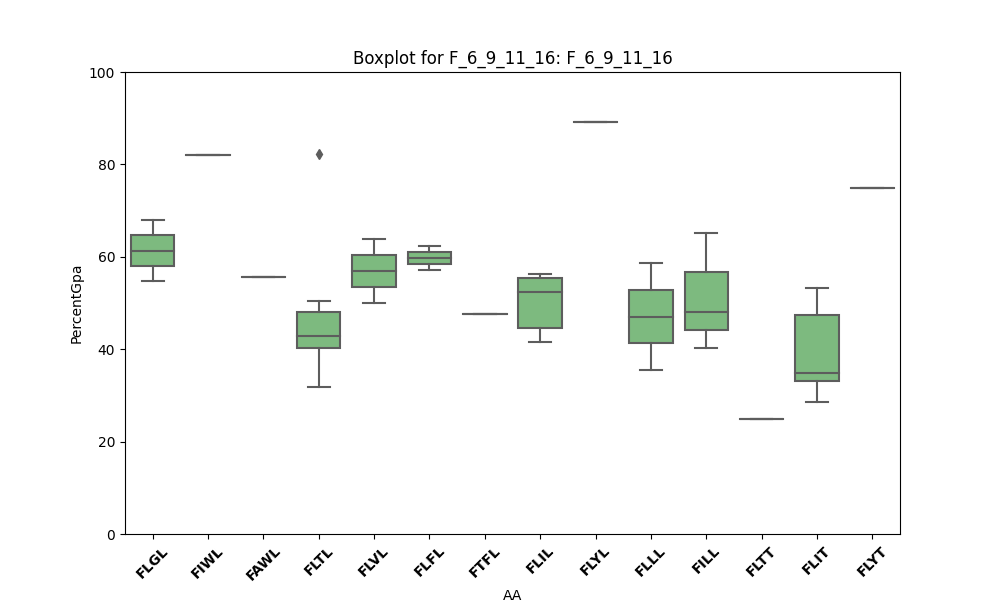 Boxplot for F_6_9_11_16: F_6_9_11_16
100
80
60
40
20
0
PercentGpa
FLGL
FIWL
FAWL
FLTL
FLVL
FLFL
FTFL
FLIL
FLYL
FLLL
FILL
FLTT
FLIT
FLYT
AA